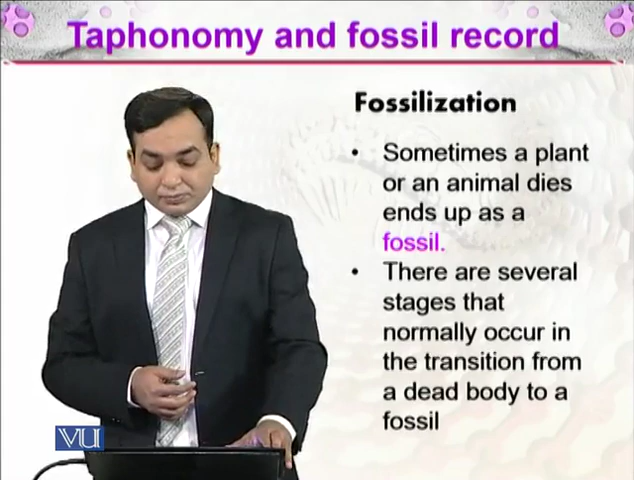 Taphonomy and fossil record
Fossilization
• Sometimes a plant
or an animal dies
ends up as a
fossil.
• There are several
stages that
normally occur in
the transition from
a dead body to a
fossil
VU